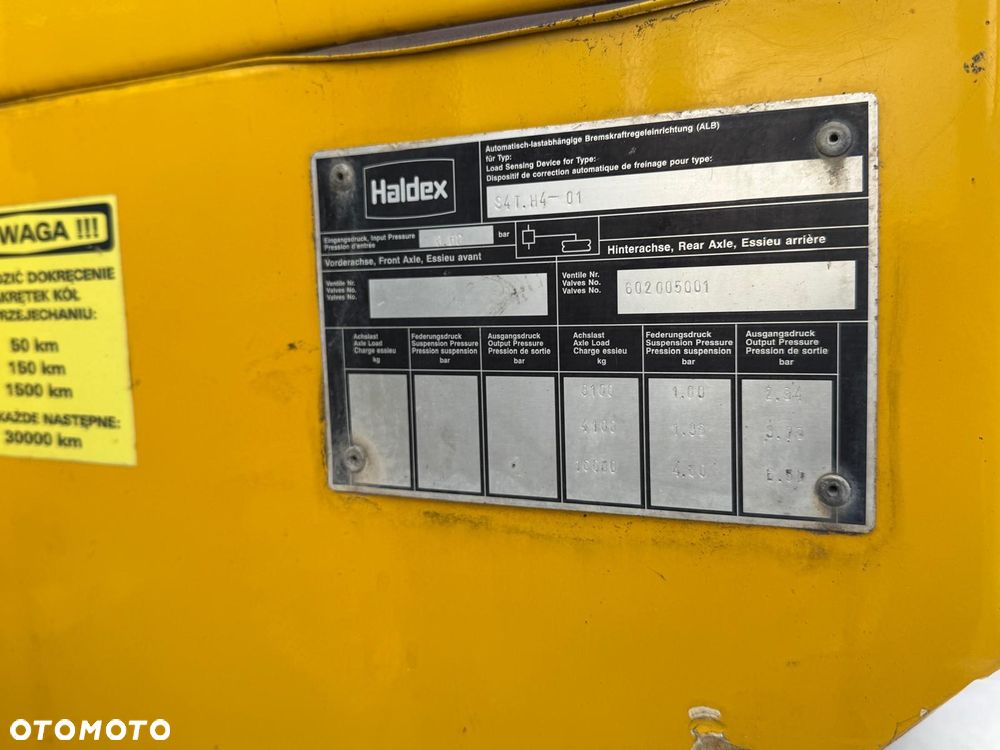 WAGA !!!
DOKRĘCENIE
KÓŁ
50 km
150 km
1500 km
NASTĘPNE:
30000 km
Haldex
Automatisch-lastabhängige Bremskraftregeleinrichtung (ALB)
für Typ:
Load Sensing Device for Type:
Dispositif de correction automatique de freinage pour type:
S4T.H4-01
Eingangsdruck, Input Pressure
Pression d'entrée
bar
Vorderachse, Front Axle, Essieu avant
Hinterachse, Rear Axle, Essieu arrière
Ventile Nr.
Valves No.
Valves No.
Ventile Nr.
Valves No.
Valves No.
602005001
Achslast
Axle Load
Charge essieu
kg
Federungsdruck
Suspension Pressure
Pression suspension
bar
Ausgangsdruck
Output Pressure
Pression de sortie
bar
Achslast
Axle Load
Charge essieu
kg
Federungsdruck
Suspension Pressure
Pression suspension
bar
Ausgangsdruck
Output Pressure
Pression de sortie
bar
1.00
4100
OTOMOTO